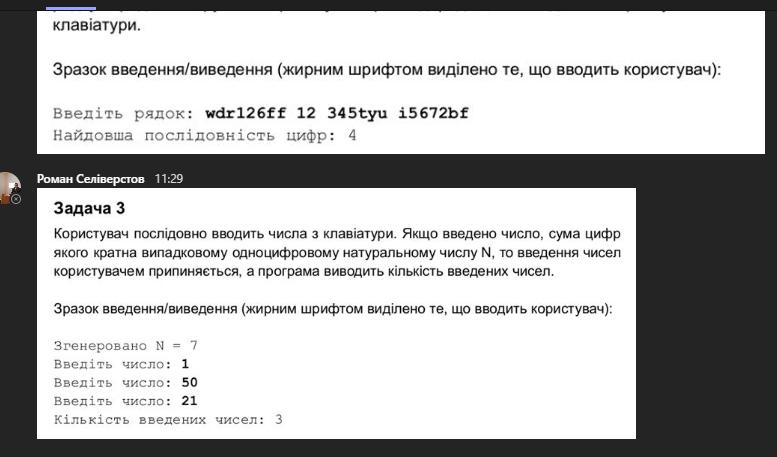 клавіатури.
Зразок введення/виведення (жирним шрифтом виділено те, що вводить користувач):
Введіть рядок: wdr126ff 12 345tyu i5672bf
Найдовша послідовність цифр: 4
Роман Селіверстов 11:29
Задача 3
Користувач послідовно вводить числа з клавіатури. Якщо введено число, сума цифр
якого кратна випадковому одноцифровому натуральному числу N, то введення чисел
користувачем припиняється, а програма виводить кількість введених чисел.
Зразок введення/виведення (жирним шрифтом виділено те, що вводить користувач):
Згенеровано N = 7
Введіть число: 1
Введіть число: 50
Введіть число: 21
Кількість введених чисел: 3